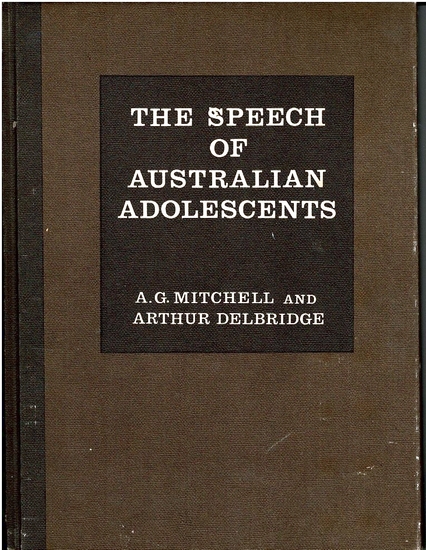 THE SPEECH
OF
AUSTRALIAN
ADOLESCENTS
A.G. MITCHELL AND
ARTHUR DELBRIDGE